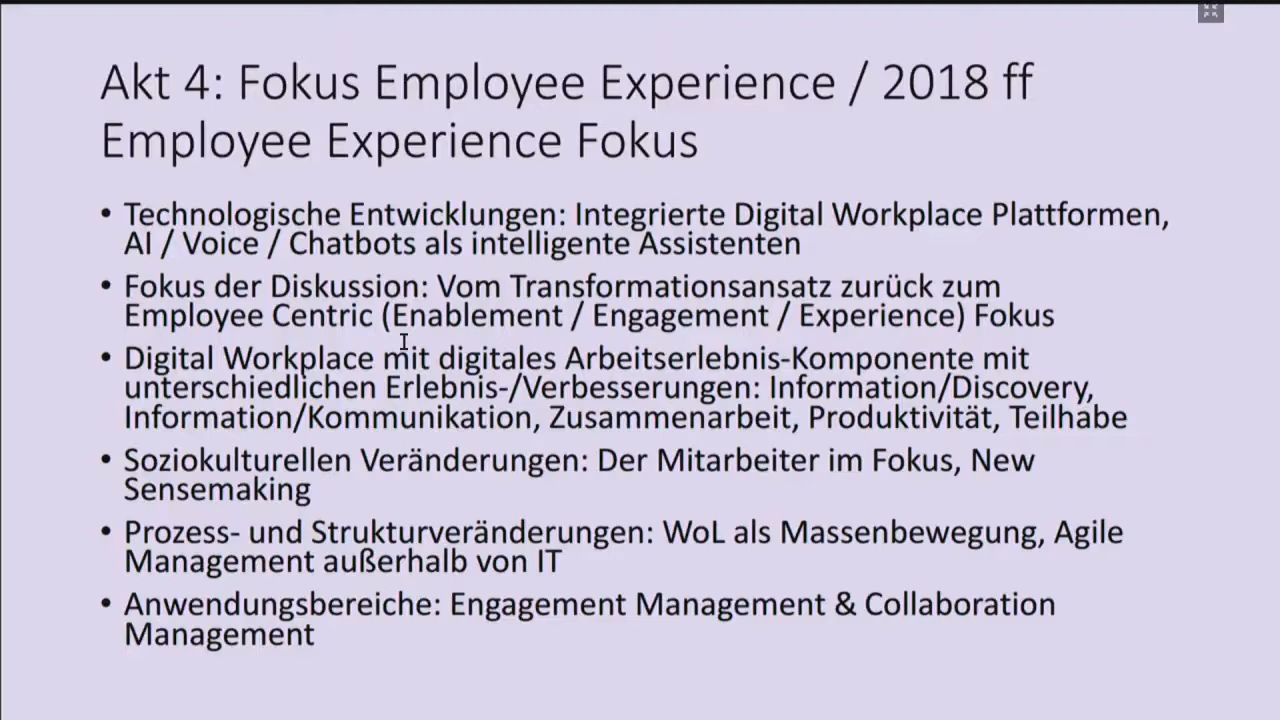 Akt 4: Fokus Employee Experience / 2018 ff
Employee Experience Fokus
• Technologische Entwicklungen: Integrierte Digital Workplace Plattformen,
AI / Voice / Chatbots als intelligente Assistenten
• Fokus der Diskussion: Vom Transformationsansatz zurück zum
Employee Centric (Enablement / Engagement / Experience) Fokus
• Digital Workplace mit digitales Arbeitserlebnis-Komponente mit
unterschiedlichen Erlebnis-/Verbesserungen: Information/Discovery,
Information/Kommunikation, Zusammenarbeit, Produktivität, Teilhabe
• Soziokulturellen Veränderungen: Der Mitarbeiter im Fokus, New
Sensemaking
• Prozess- und Strukturveränderungen: WoL als Massenbewegung, Agile
Management außerhalb von IT
• Anwendungsbereiche: Engagement Management & Collaboration
Management